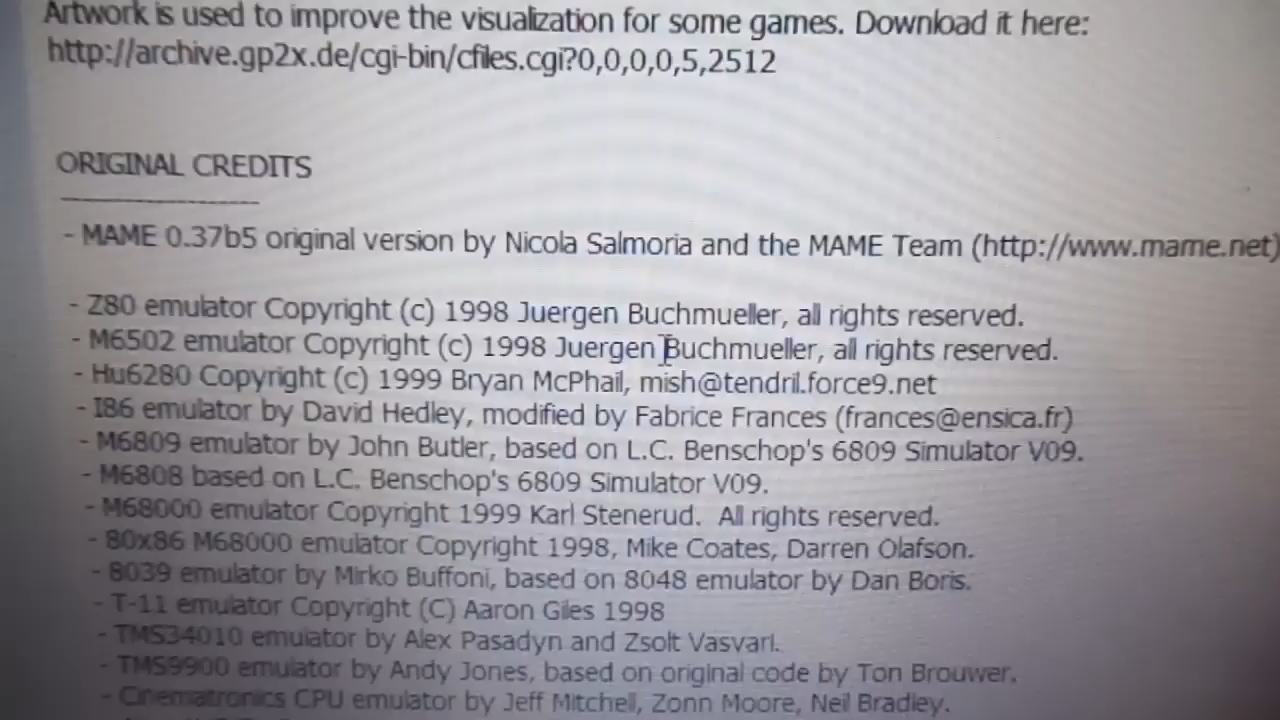 Artwork is used to improve the visualization for some games. Download it here:
http://archive.gp2x.de/cgi-bin/cfiles.cgi?0,0,0,0,5,2512
ORIGINAL CREDITS
- MAME 0.37b5 original version by Nicola Salmoria and the MAME Team (http://www.mame.net)
- Z80 emulator Copyright (c) 1998 Juergen Buchmueller, all rights reserved.
- M6502 emulator Copyright (c) 1998 Juergen Buchmueller, all rights reserved.
- Hu6280 Copyright (c) 1999 Bryan McPhail, mish@tendril.force9.net
- I86 emulator by David Hedley, modified by Fabrice Frances (frances@ensica.fr)
- M6809 emulator by John Butler, based on L.C. Benschop's 6809 Simulator V09.
- M6808 based on L.C. Benschop's 6809 Simulator V09.
- M68000 emulator Copyright 1999 Karl Stenerud.  All rights reserved.
- 80x86 M68000 emulator Copyright 1998, Mike Coates, Darren Olafson.
- 8039 emulator by Mirko Buffoni, based on 8048 emulator by Dan Boris.
- T-11 emulator Copyright (C) Aaron Giles 1998
- TMS34010 emulator by Alex Pasadyn and Zsolt Vasvari.
- TMS9900 emulator by Andy Jones, based on original code by Ton Brouwer.
- Cinematronics CPU emulator by Jeff Mitchell, Zonn Moore, Neil Bradley.